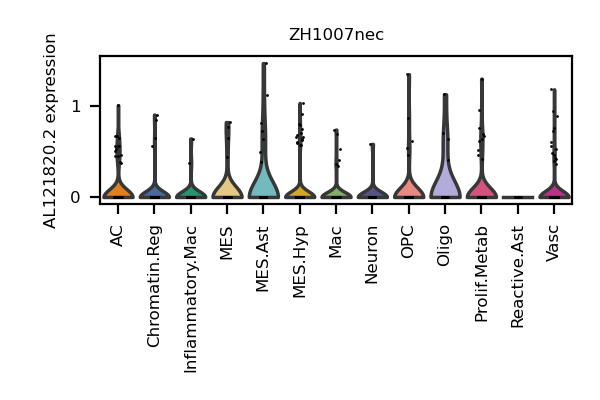 ZH1007nec
AL121820.2 expression
1
0
AC
Chromatin.Reg
Inflammatory.Mac
MES
MES.Ast
MES.Hyp
Mac
Neuron
OPC
Oligo
Prolif.Metab
Reactive.Ast
Vasc